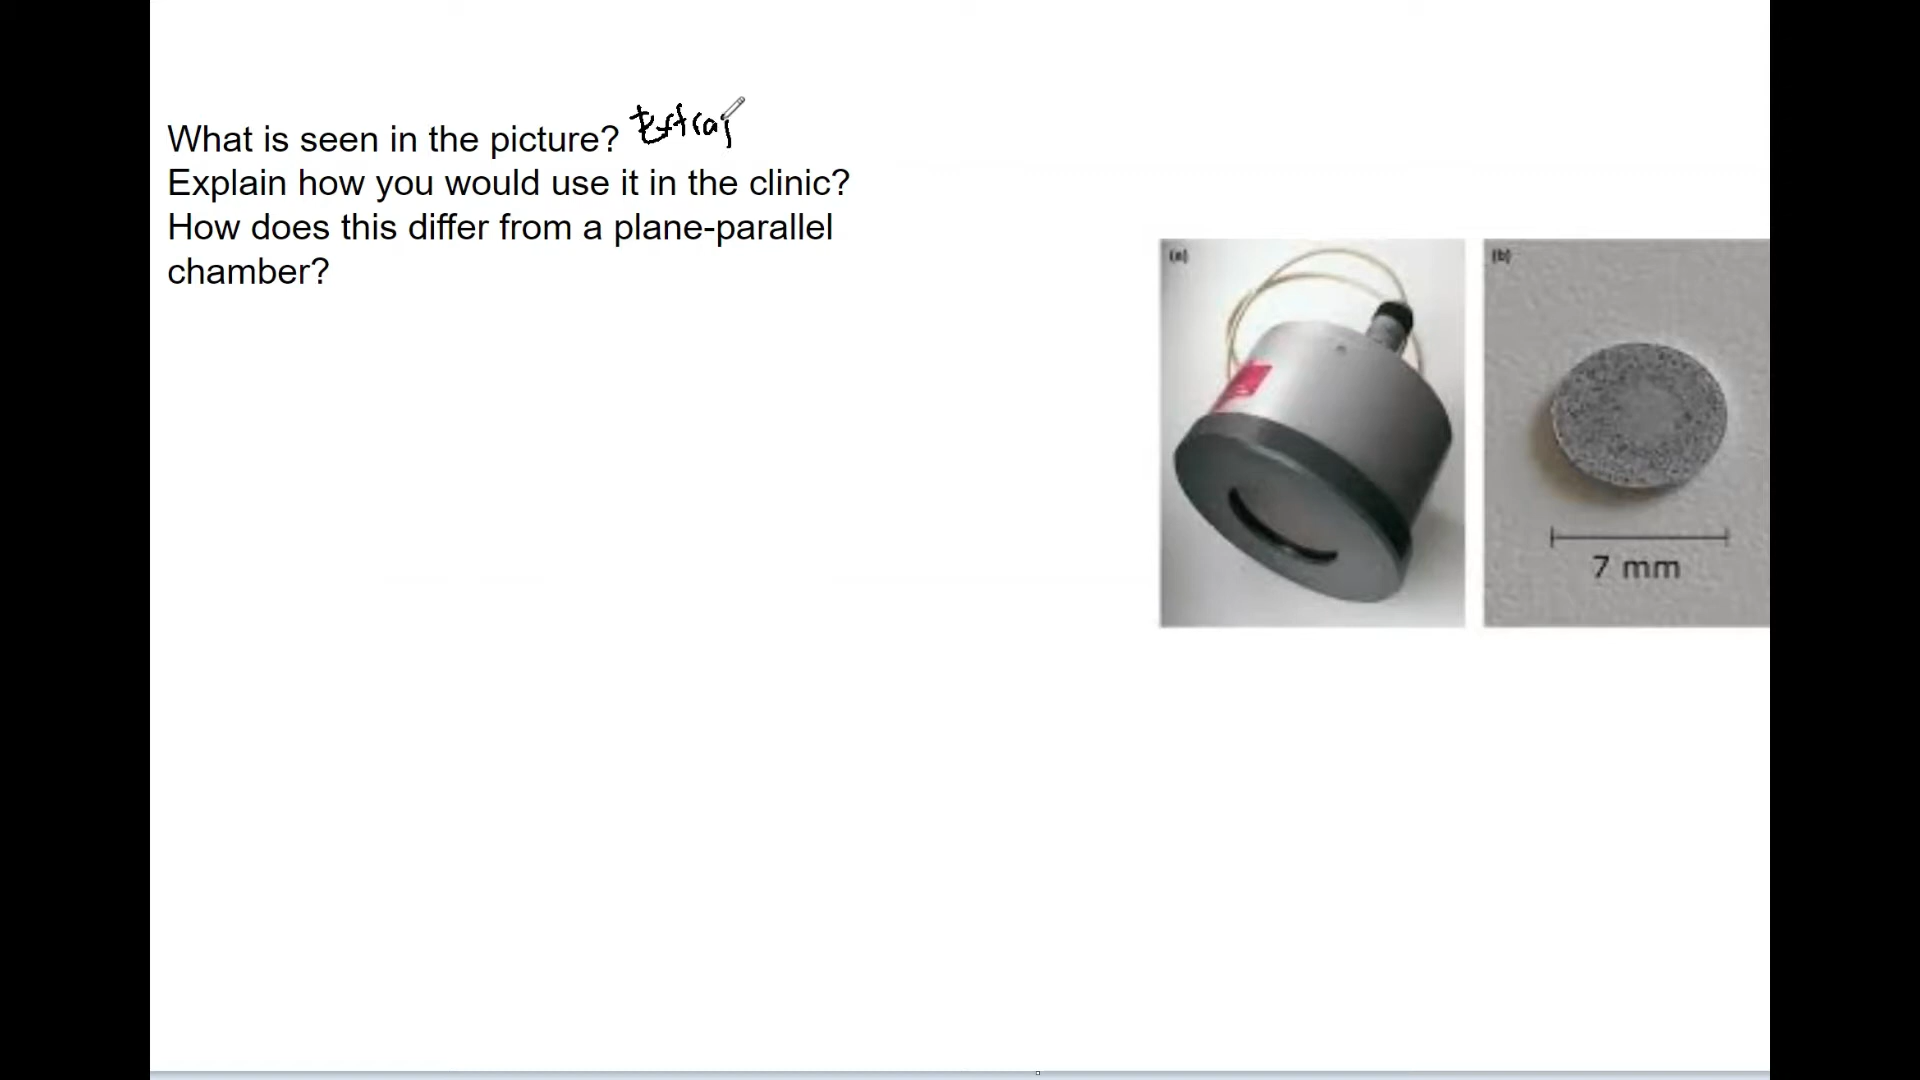 What is seen in the picture?
Explain how you would use it in the clinic?
How does this differ from a plane-parallel
chamber?
(a)
(b)
7 mm